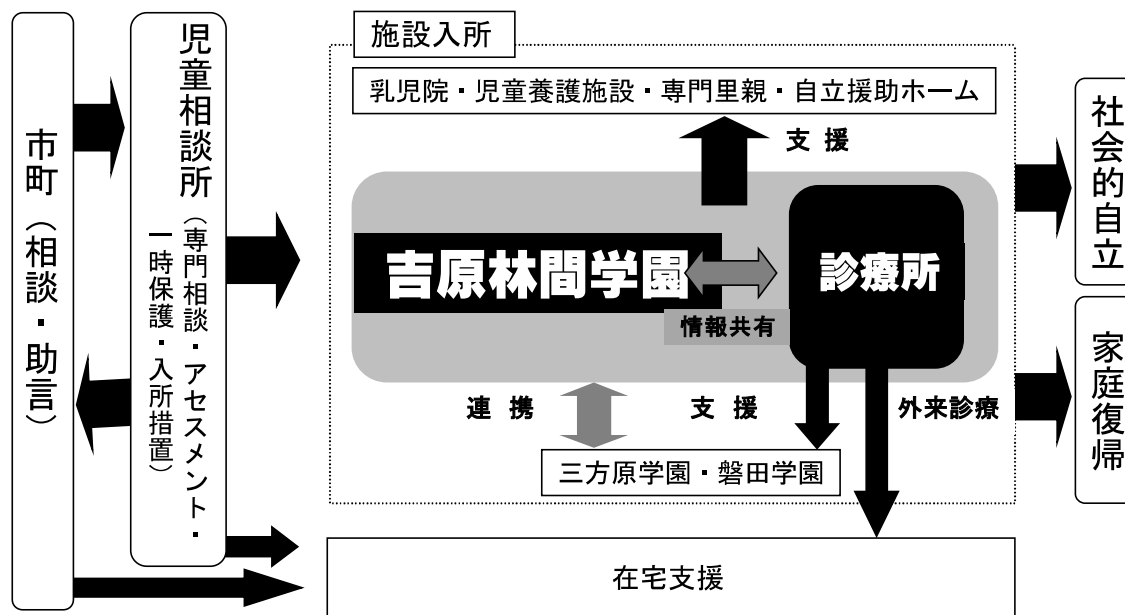 市町（相談・助言）
児童相談所（専門相談・アセスメント・
一時保護・入所措置）
施設入所
乳児院・児童養護施設・専門里親・自立援助ホーム
支援
吉原林間学園
診療所
情報共有
連携
支援
外来診療
三方原学園・磐田学園
在宅支援
社会的自立
家庭復帰